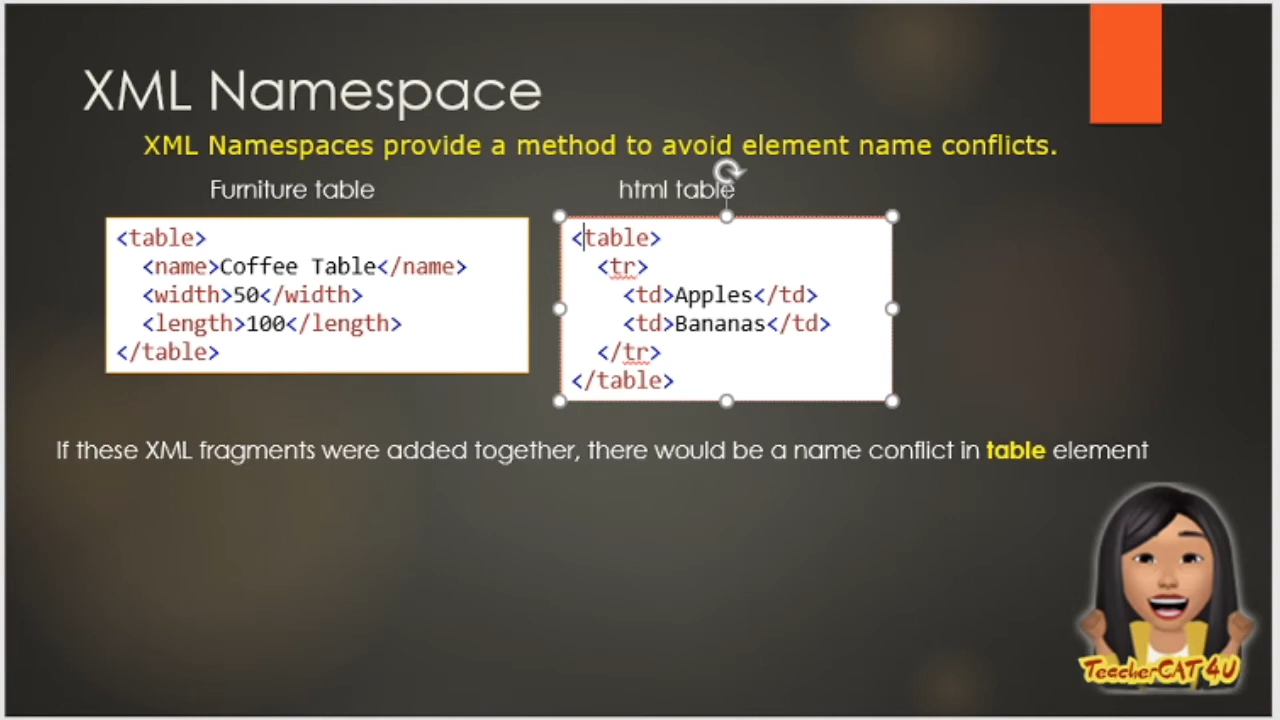 XML Namespace
XML Namespaces provide a method to avoid element name conflicts.
Furniture table
<table>
  <name>Coffee Table</name>
  <width>50</width>
  <length>100</length>
</table>
html table
<table>
  <tr>
    <td>Apples</td>
    <td>Bananas</td>
  </tr>
</table>
If these XML fragments were added together, there would be a name conflict in table element
TeacherCAT 4U